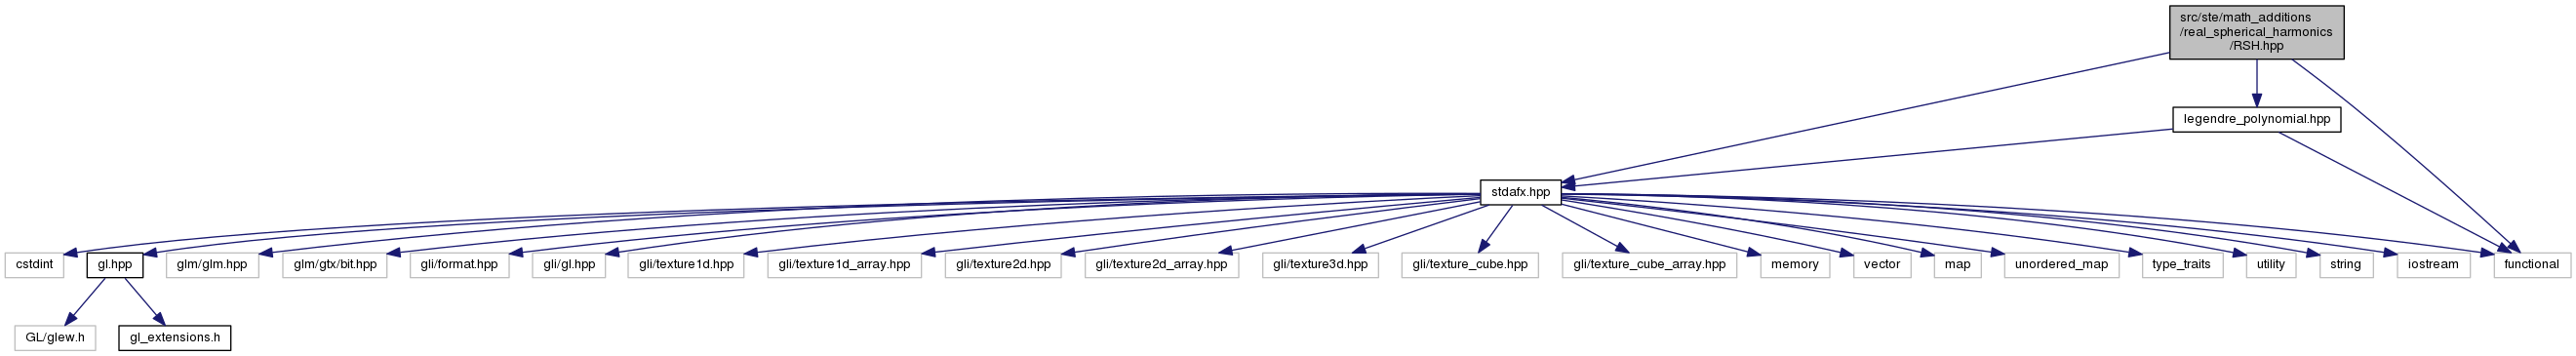 src/ste/math_additions
/real_spherical_harmonics
/RSH.hpp
legendre_polynomial.hpp
stdafx.hpp
cstdint
gl.hpp
glm/glm.hpp
glm/gtx/bit.hpp
gli/format.hpp
gli/gl.hpp
gli/texture1d.hpp
gli/texture1d_array.hpp
gli/texture2d.hpp
gli/texture2d_array.hpp
gli/texture3d.hpp
gli/texture_cube.hpp
gli/texture_cube_array.hpp
memory
vector
map
unordered_map
type_traits
utility
string
iostream
functional
GL/glew.h
gl_extensions.h